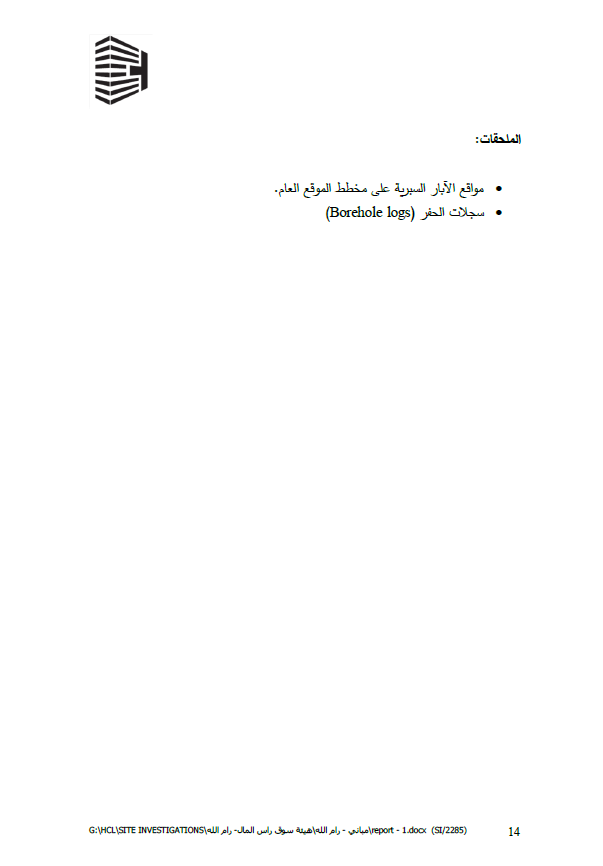 الملحقات:
• مواقع الآبار السبرية على مخطط الموقع العام.
• سجلات الحفر (Borehole logs)
G:\HCL\SITE INVESTIGATIONS\مباني - رام الله\هيئة سوق راس المال- رام الله\report - 1.docx (SI/2285)
14